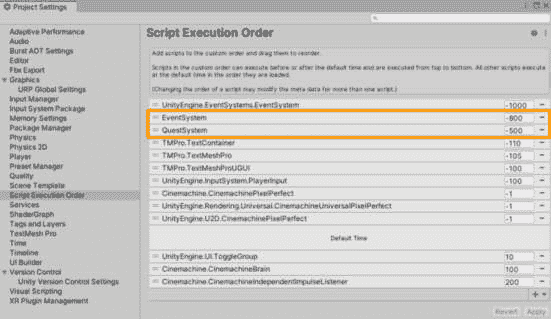 Project Settings
Adaptive Performance
Audio
Burst AOT Settings
Editor
Fbx Export
Graphics
URP Global Settings
Input Manager
Input System Package
Memory Settings
Package Manager
Physics
Physics 2D
Player
Preset Manager
Quality
Scene Template
Script Execution Order
Services
ShaderGraph
Tags and Layers
TextMesh Pro
Time
Timeline
UI Builder
Version Control
Unity Version Control Settings
Visual Scripting
XR Plugin Management
Script Execution Order
Add scripts to the custom order and drag them to reorder.
Scripts in the custom order can execute before or after the default time and are executed from top to bottom. All other scripts execute
at the default time in the order they are loaded.
(Changing the order of a script may modify the meta data for more than one script.)
UnityEngine.EventSystems.EventSystem -1000
EventSystem -800
QuestSystem -500
TMPro.TextContainer -110
TMPro.TextMeshPro -105
TMPro.TextMeshProUGUI -100
UnityEngine.InputSystem.PlayerInput -100
Cinemachine.CinemachinePixelPerfect -1
UnityEngine.Rendering.Universal.CinemachineUniversalPixelPerfect -1
UnityEngine.U2D.CinemachinePixelPerfect -1
Default Time
UnityEngine.UI.ToggleGroup 10
Cinemachine.CinemachineBrain 100
Cinemachine.CinemachineIndependentImpulseListener 200
Revert Apply